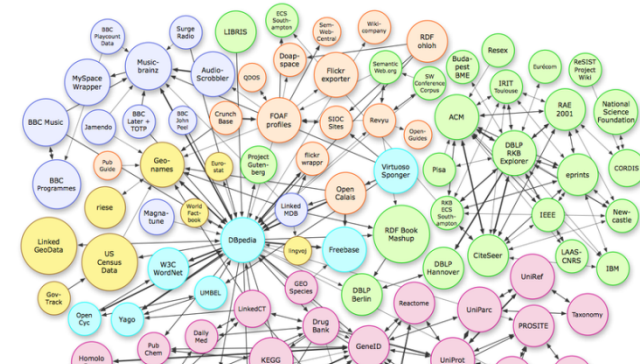 BBC
Playcount
Data
Surge
Radio
LIBRIS
ECS
South-
ampton
Sem-
Web-
Central
Wiki-
company
RDF
ohloh
Music-
brainz
Audio-
Scrobbler
MySpace
Wrapper
QDOS
Doap-
space
Flickr
exporter
Semantic
Web.org
SW
Conference
Corpus
Buda-
pest
BME
Resex
IRIT
Toulouse
Eurécom
ReSIST
Project
Wiki
BBC Music
Jamendo
BBC
Later +
TOTP
BBC
John
Peel
Crunch
Base
FOAF
profiles
SIOC
Sites
Revyu
Open-
Guides
ACM
RAE
2001
National
Science
Foundation
BBC
Programmes
Pub
Guide
Geo-
names
Euro-
stat
Project
Guten-
berg
flickr
wrappr
Virtuoso
Sponger
Pisa
DBLP
RKB
Explorer
eprints
CORDIS
riese
Magna-
tune
World
Fact-
book
Linked
MDB
Open
Calais
RKB
ECS
South-
ampton
IEEE
New-
castle
Linked
GeoData
US
Census
Data
W3C
WordNet
DBpedia
lingvoj
Freebase
RDF Book
Mashup
DBLP
Hannover
CiteSeer
LAAS-
CNRS
IBM
Gov-
Track
Open
Cyc
Yago
UMBEL
LinkedCT
GEO
Species
DBLP
Berlin
Reactome
UniParc
UniRef
PROSITE
Taxonomy
Homolo
Pub
Chem
Daily
Med
Drug
Bank
KEGG
GeneID
UniProt